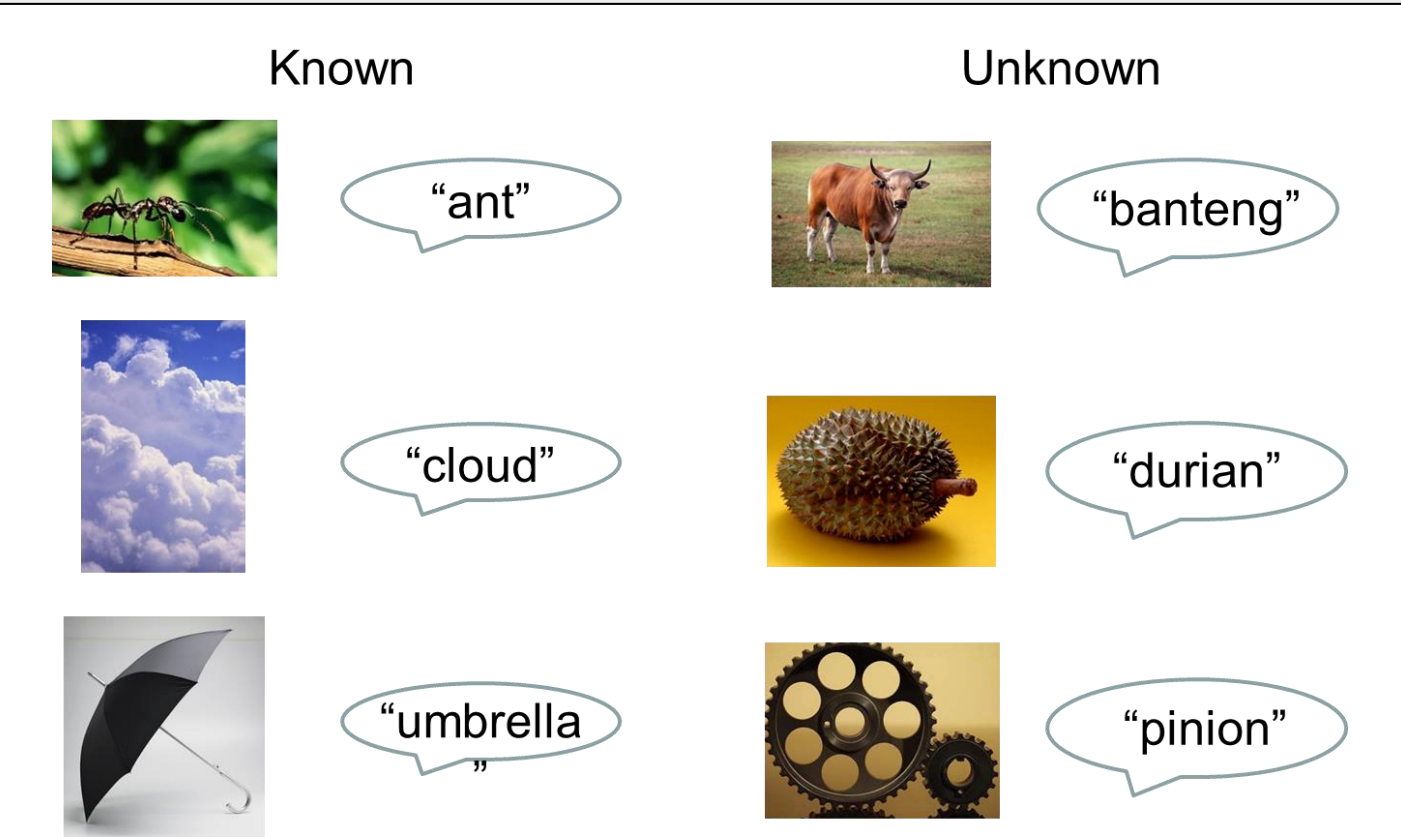 Known
Unknown
“ant”
“banteng”
“cloud”
“durian”
“umbrella
”
“pinion”